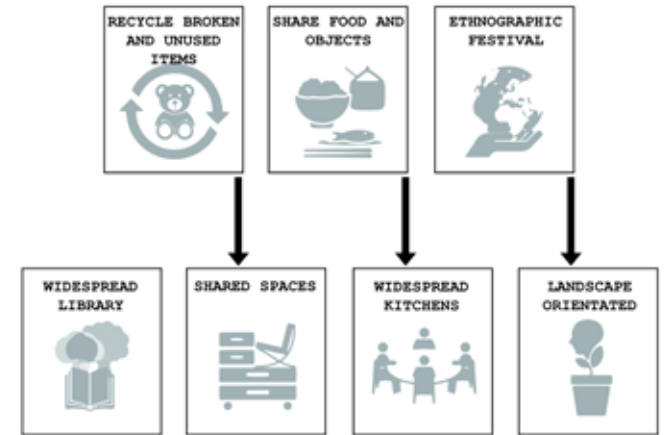 RECYCLE BROKEN
AND UNUSED
ITEMS
SHARE FOOD AND
OBJECTS
ETHNOGRAPHIC
FESTIVAL
WIDESPREAD
LIBRARY
SHARED SPACES
WIDESPREAD
KITCHENS
LANDSCAPE
ORIENTATED